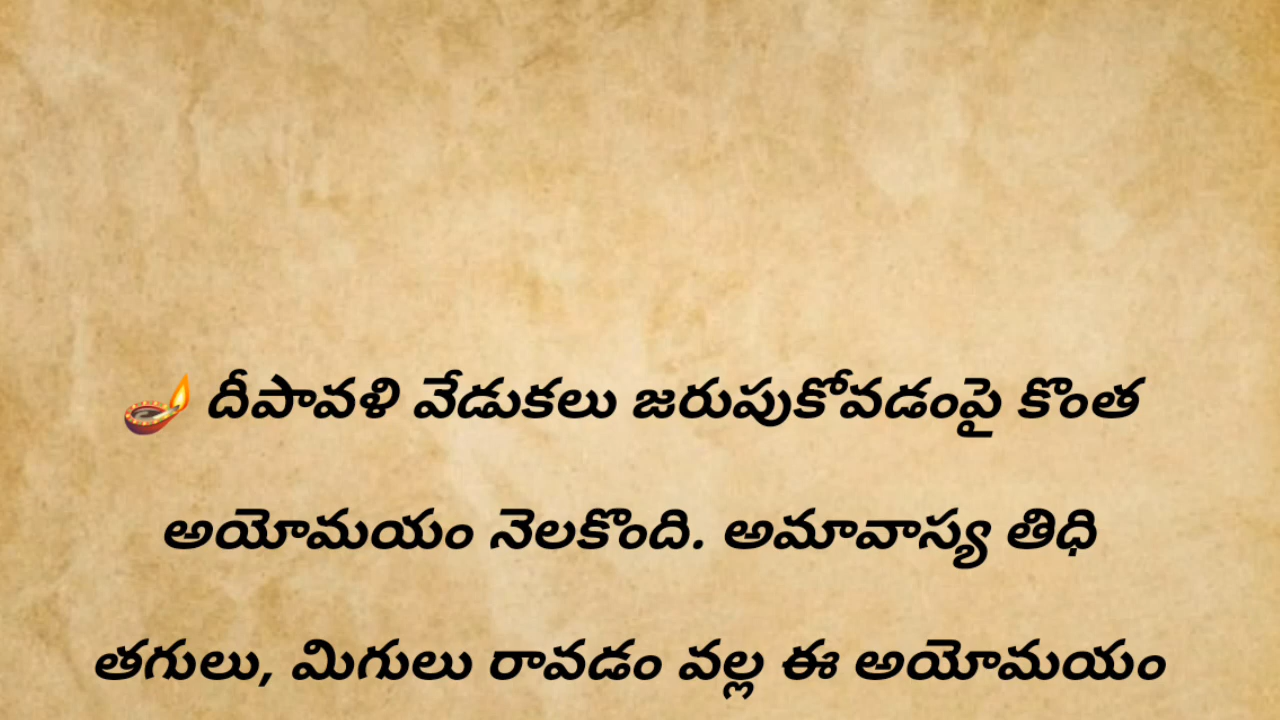 🪔 దీపావళి వేడుకలు జరుపుకోవడంపై కొంత
అయోమయం నెలకొంది. అమావాస్య తిధి
తగులు, మిగులు రావడం వల్ల ఈ అయోమయం